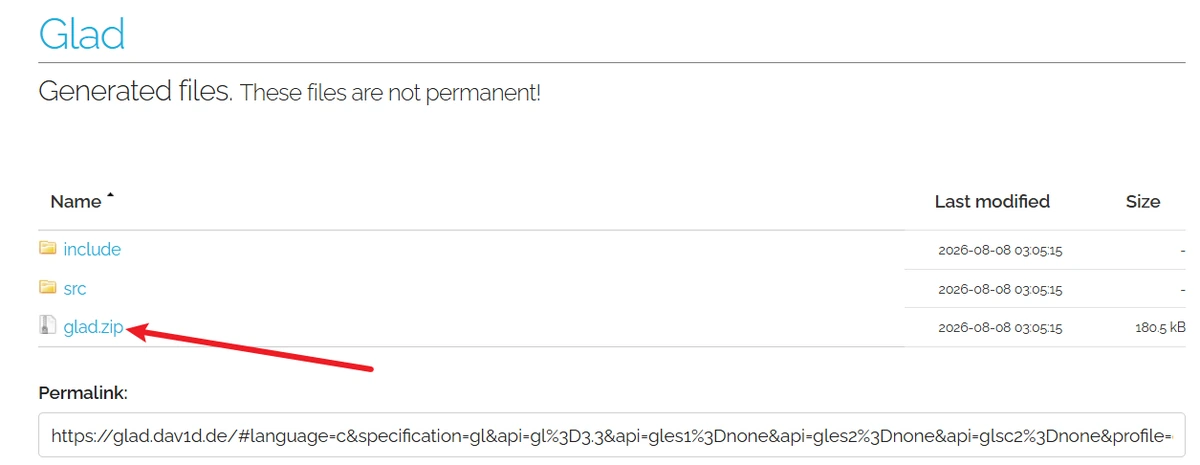 Glad
Generated files. These files are not permanent!
Name Last modified Size
include 2026-08-08 03:05:15 -
src 2026-08-08 03:05:15 -
glad.zip 2026-08-08 03:05:15 180.5 kB
Permalink:
https://glad.dav1d.de/#language=c&specification=gl&api=gl%3D3.3&api=gles1%3Dnone&api=gles2%3Dnone&api=glsc2%3Dnone&profile=